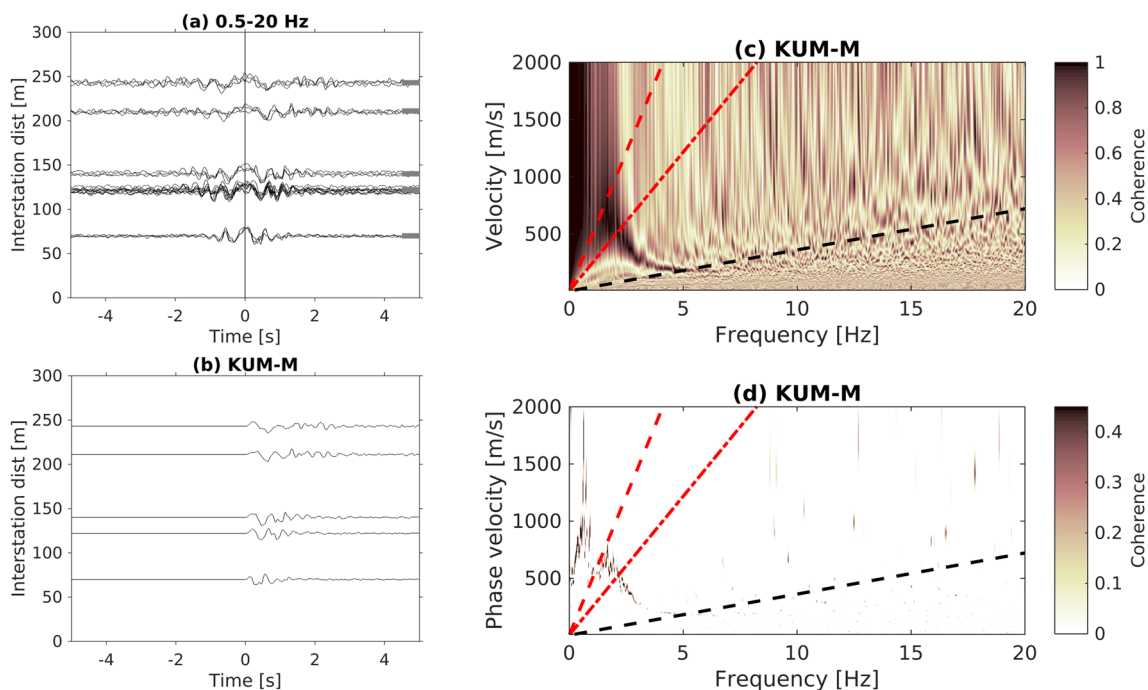 (a) 0.5-20 Hz
300
250
200
150
100
50
0
Interstation dist [m]
-4 -2 0 2 4
Time [s]
(b) KUM-M
300
250
200
150
100
50
0
Interstation dist [m]
-4 -2 0 2 4
Time [s]
(c) KUM-M
2000
1500
1000
500
Velocity [m/s]
0 5 10 15 20
Frequency [Hz]
1
0.8
0.6
0.4
0.2
0
Coherence
(d) KUM-M
2000
1500
1000
500
Phase velocity [m/s]
0 5 10 15 20
Frequency [Hz]
0.4
0.3
0.2
0.1
0
Coherence